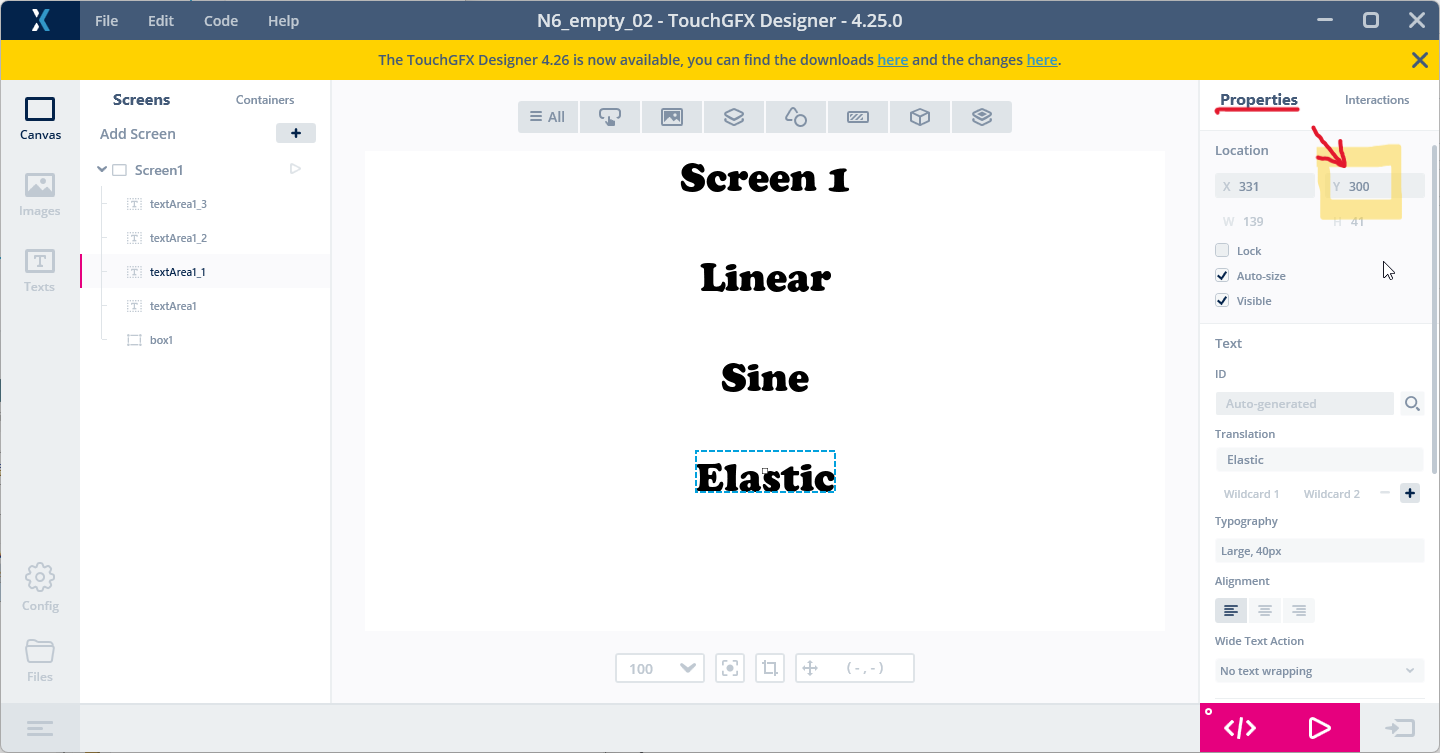 File Edit Code Help N6_empty_02 - TouchGFX Designer - 4.25.0
The TouchGFX Designer 4.26 is now available, you can find the downloads here and the changes here.
Canvas
Images
Texts
Config
Files
Screens Containers
Add Screen
Screen1
textArea1_3
textArea1_2
textArea1_1
textArea1
box1
All
Screen 1
Linear
Sine
Elastic
100 (-,-)
Properties Interactions
Location
X 331 Y 300
W 139 H 41
Lock
Auto-size
Visible
Text
ID
Auto-generated
Translation
Elastic
Wildcard 1 Wildcard 2
Typography
Large, 40px
Alignment
Wide Text Action
No text wrapping